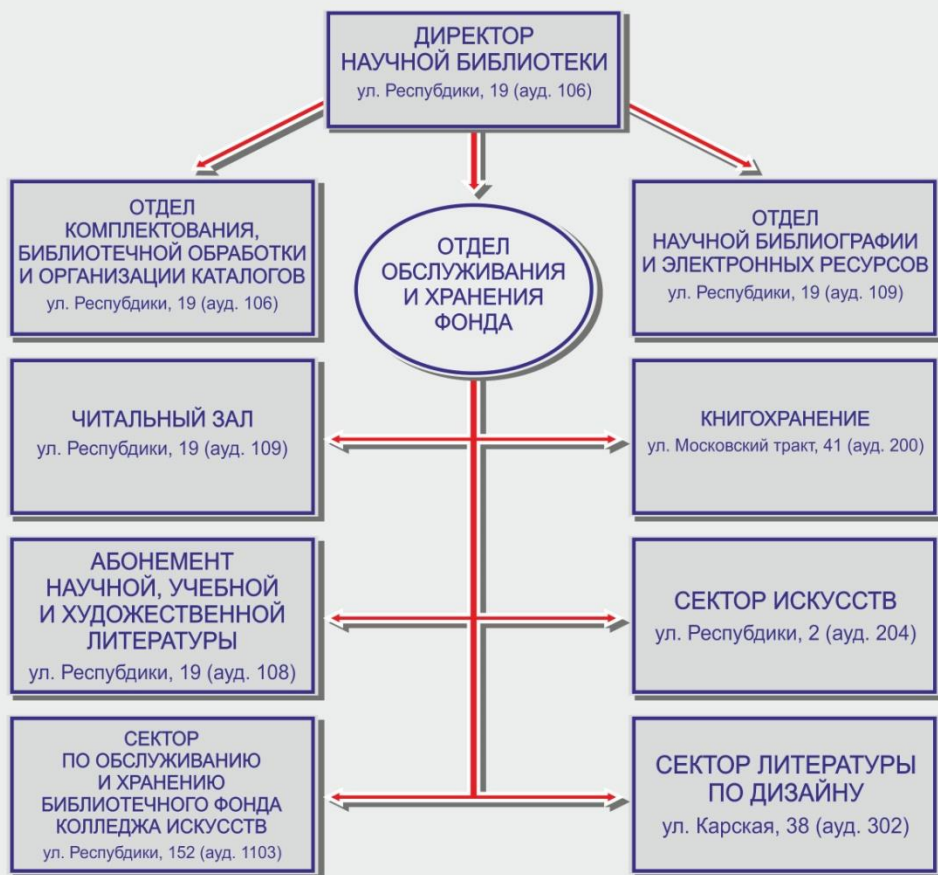 ДИРЕКТОР
НАУЧНОЙ БИБЛИОТЕКИ
ул. Респубдики, 19 (ауд. 106)
ОТДЕЛ
КОМПЛЕКТОВАНИЯ,
БИБЛИОТЕЧНОЙ ОБРАБОТКИ
И ОРГАНИЗАЦИИ КАТАЛОГОВ
ул. Респубдики, 19 (ауд. 106)
ОТДЕЛ
ОБСЛУЖИВАНИЯ
И ХРАНЕНИЯ
ФОНДА
ОТДЕЛ
НАУЧНОЙ БИБЛИОГРАФИИ
И ЭЛЕКТРОННЫХ РЕСУРСОВ
ул. Респубдики, 19 (ауд. 109)
ЧИТАЛЬНЫЙ ЗАЛ
ул. Респубдики, 19 (ауд. 109)
КНИГОХРАНЕНИЕ
ул. Московский тракт, 41 (ауд. 200)
АБОНЕМЕНТ
НАУЧНОЙ, УЧЕБНОЙ
И ХУДОЖЕСТВЕННОЙ
ЛИТЕРАТУРЫ
ул. Респубдики, 19 (ауд. 108)
СЕКТОР ИСКУССТВ
ул. Респубдики, 2 (ауд. 204)
СЕКТОР
ПО ОБСЛУЖИВАНИЮ
И ХРАНЕНИЮ
БИБЛИОТЕЧНОГО ФОНДА
КОЛЛЕДЖА ИСКУССТВ
ул. Респубдики, 152 (ауд. 1103)
СЕКТОР ЛИТЕРАТУРЫ
ПО ДИЗАЙНУ
ул. Карская, 38 (ауд. 302)